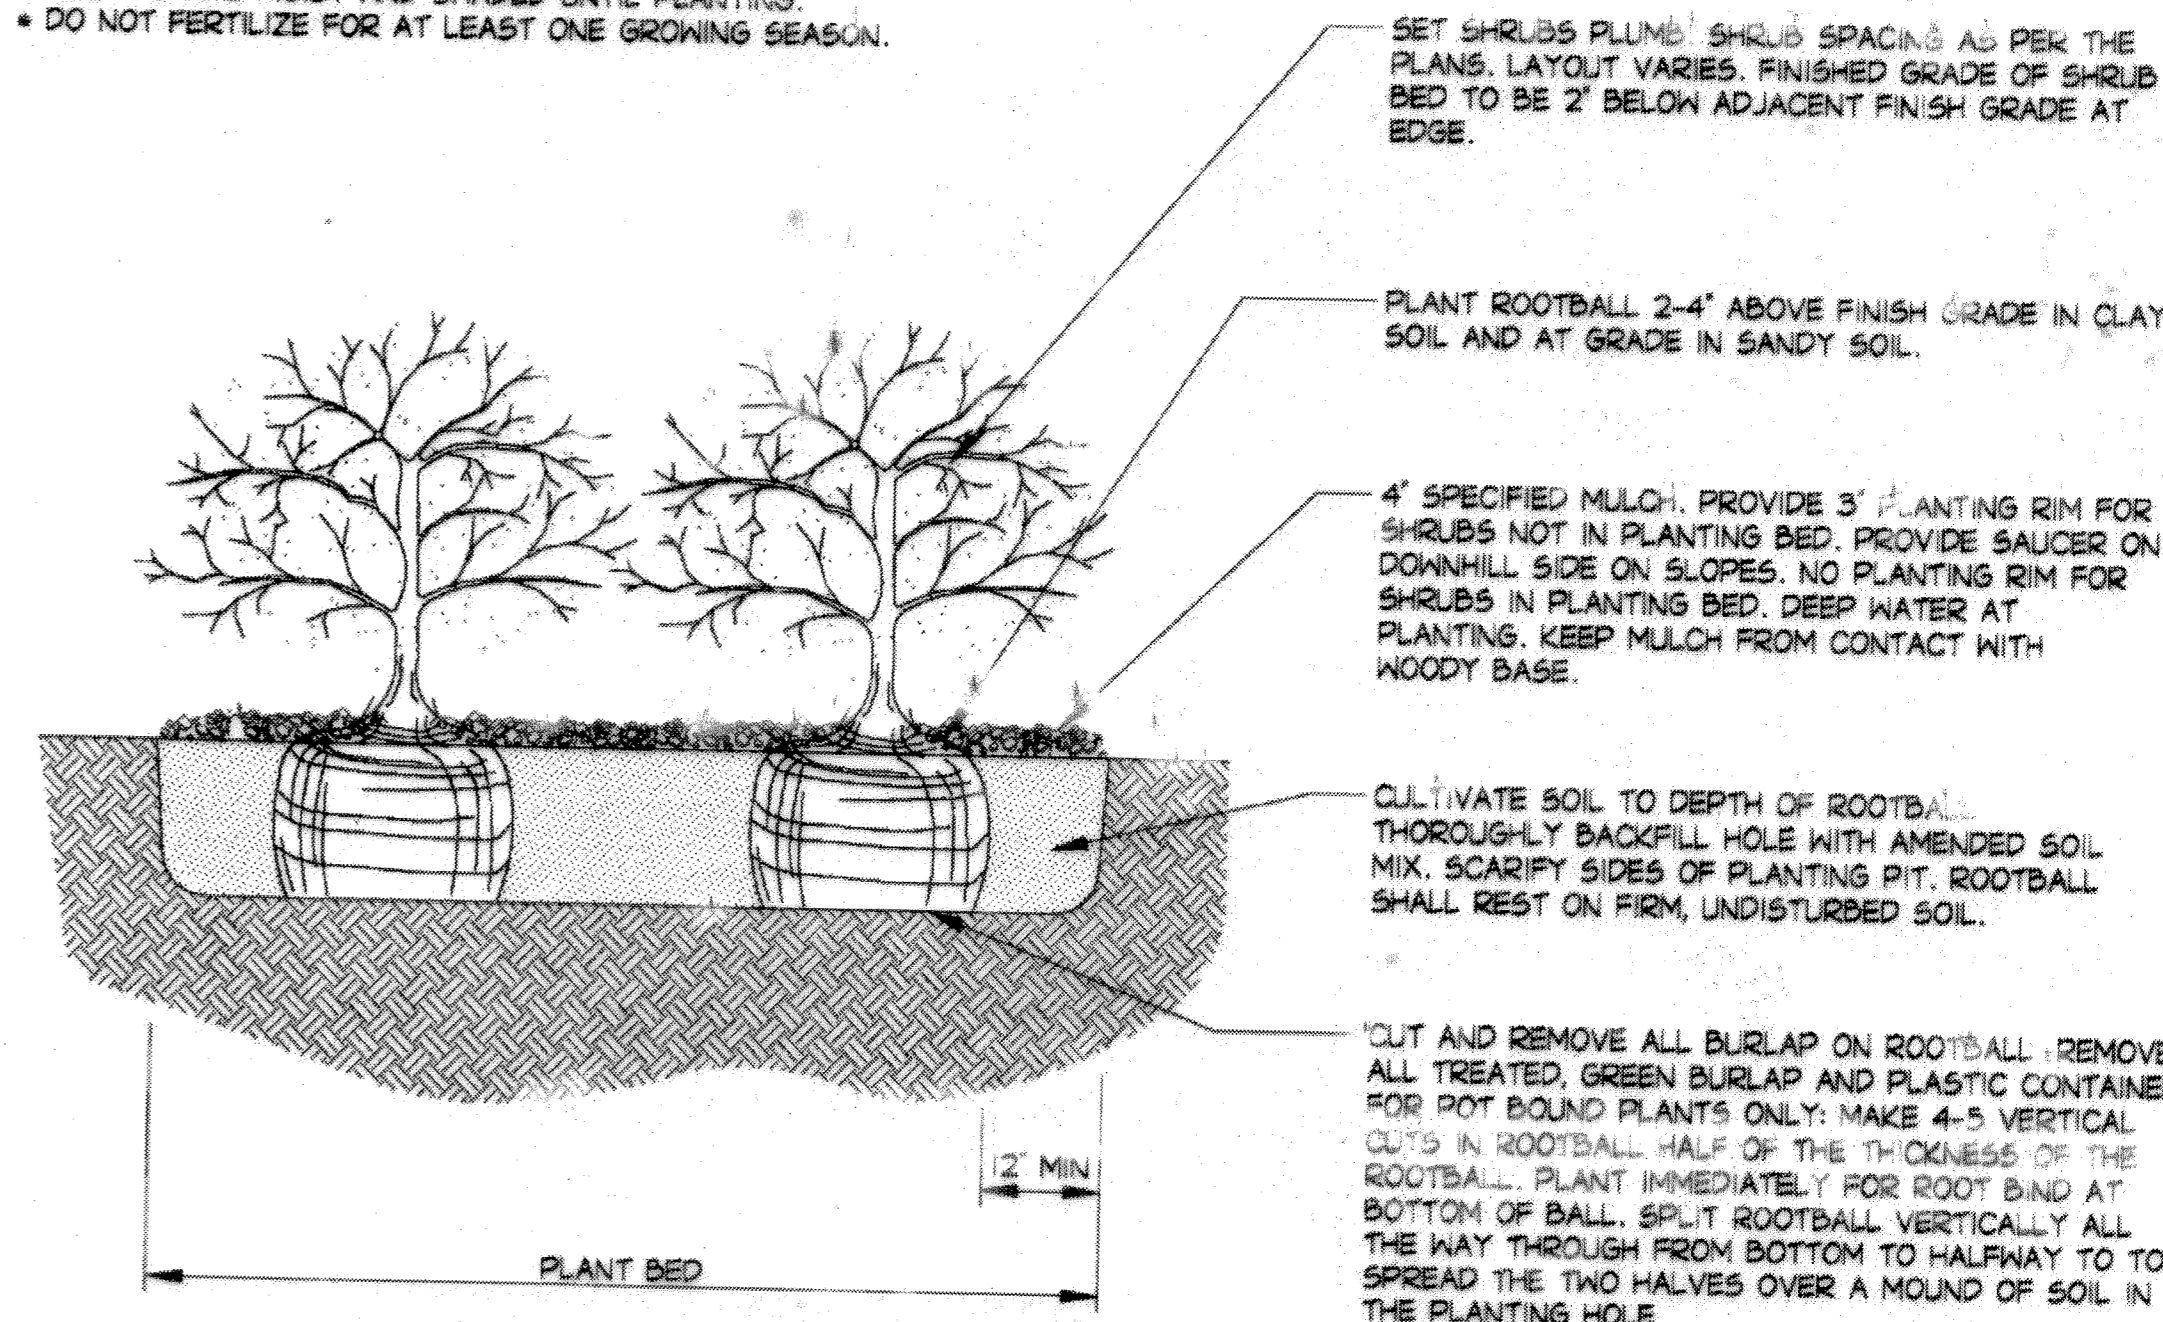 MOIST AND SHADED UNTIL PLANTING.
* DO NOT FERTILIZE FOR AT LEAST ONE GROWING SEASON.
SET SHRUBS PLUMB. SHRUB SPACING AS PER THE
PLANS. LAYOUT VARIES. FINISHED GRADE OF SHRUB
BED TO BE 2" BELOW ADJACENT FINISH GRADE AT
EDGE.
PLANT ROOTBALL 2-4" ABOVE FINISH GRADE IN CLAY
SOIL AND AT GRADE IN SANDY SOIL.
4" SPECIFIED MULCH. PROVIDE 3" PLANTING RIM FOR
SHRUBS NOT IN PLANTING BED. PROVIDE SAUCER ON
DOWNHILL SIDE ON SLOPES. NO PLANTING RIM FOR
SHRUBS IN PLANTING BED. DEEP WATER AT
PLANTING. KEEP MULCH FROM CONTACT WITH
WOODY BASE.
CULTIVATE SOIL TO DEPTH OF ROOTBALL
THOROUGHLY BACKFILL HOLE WITH AMENDED SOIL
MIX. SCARIFY SIDES OF PLANTING PIT. ROOTBALL
SHALL REST ON FIRM, UNDISTURBED SOIL.
CUT AND REMOVE ALL BURLAP ON ROOTBALL. REMOVE
ALL TREATED, GREEN BURLAP AND PLASTIC CONTAINE
FOR POT BOUND PLANTS ONLY: MAKE 4-5 VERTICAL
CUTS IN ROOTBALL HALF OF THE THICKNESS OF THE
ROOTBALL. PLANT IMMEDIATELY FOR ROOT BIND AT
BOTTOM OF BALL. SPLIT ROOTBALL VERTICALLY ALL
THE WAY THROUGH FROM BOTTOM TO HALFWAY TO TO
SPREAD THE TWO HALVES OVER A MOUND OF SOIL IN
THE PLANTING HOLE
12" MIN
PLANT BED